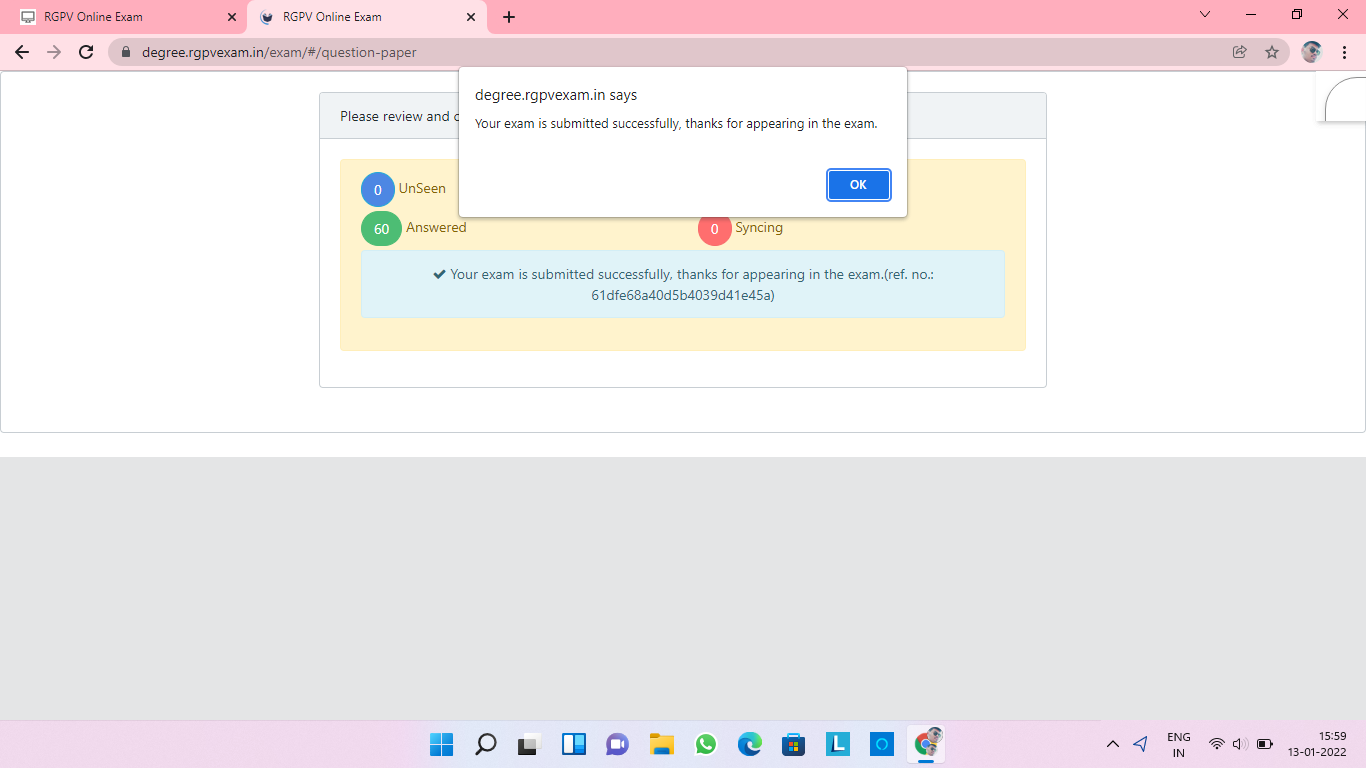 RGPV Online Exam
RGPV Online Exam
degree.rgpvexam.in/exam/#/question-paper
degree.rgpvexam.in says
Your exam is submitted successfully, thanks for appearing in the exam.
OK
Please review and c
0 UnSeen
60 Answered
0 Syncing
Your exam is submitted successfully, thanks for appearing in the exam.(ref. no.:
61dfe68a40d5b4039d41e45a)
L
ENG
IN
15:59
13-01-2022